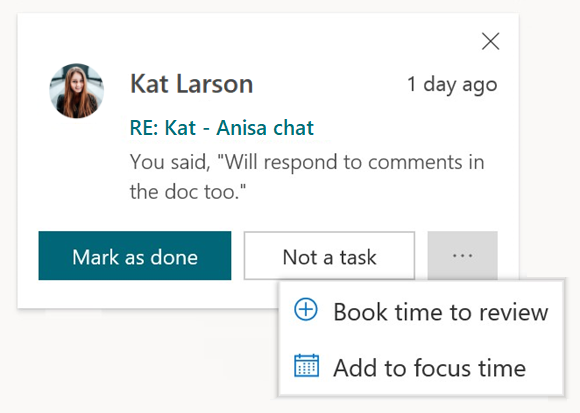 Kat Larson
1 day ago
RE: Kat - Anisa chat
You said, "Will respond to comments in
the doc too."
Mark as done
Not a task
...
Book time to review
Add to focus time